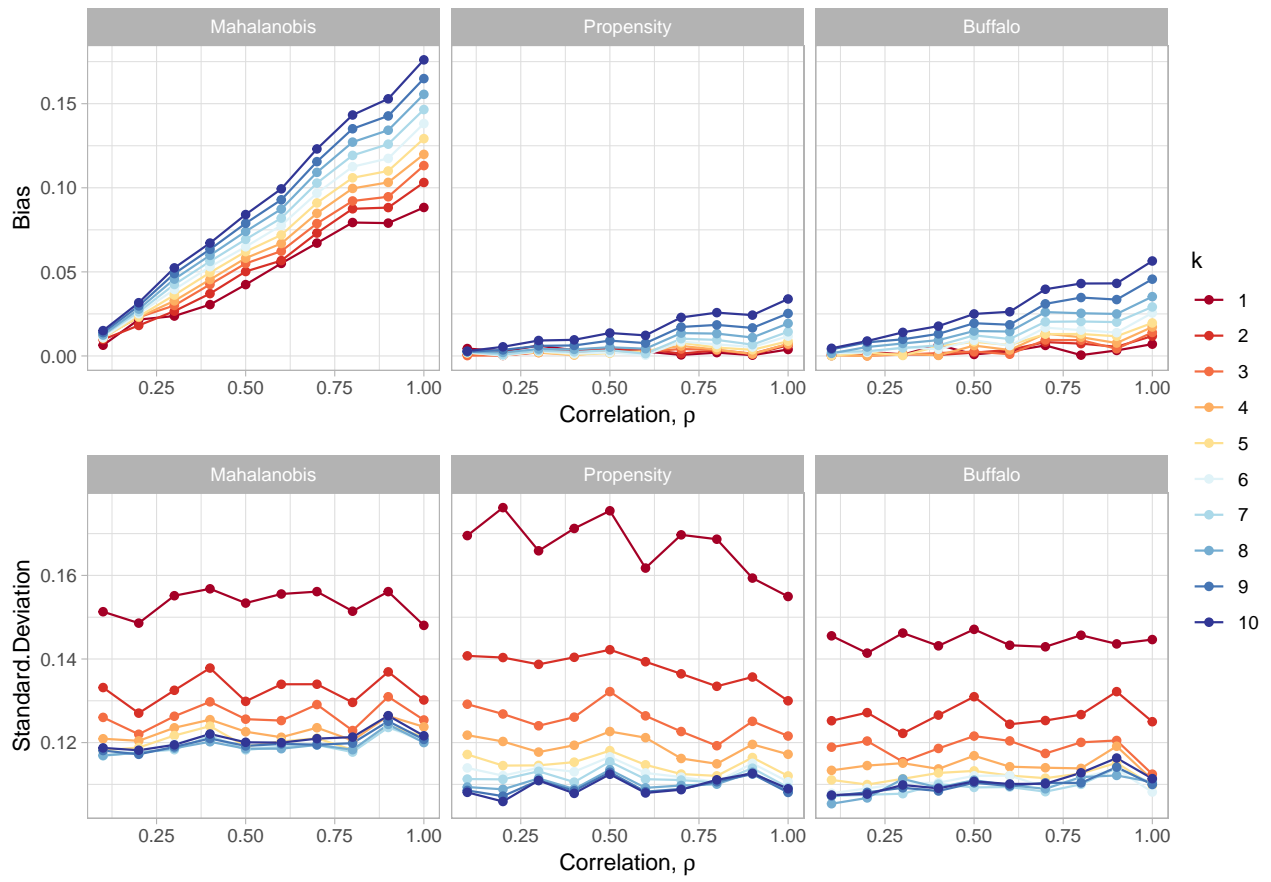 Mahalanobis Propensity Buffalo
Bias
0.15
0.10
0.05
0.00
0.25 0.50 0.75 1.00 0.25 0.50 0.75 1.00 0.25 0.50 0.75 1.00
Correlation, ρ
Mahalanobis Propensity Buffalo
Standard.Deviation
0.16
0.14
0.12
0.25 0.50 0.75 1.00 0.25 0.50 0.75 1.00 0.25 0.50 0.75 1.00
Correlation, ρ
k
1
2
3
4
5
6
7
8
9
10